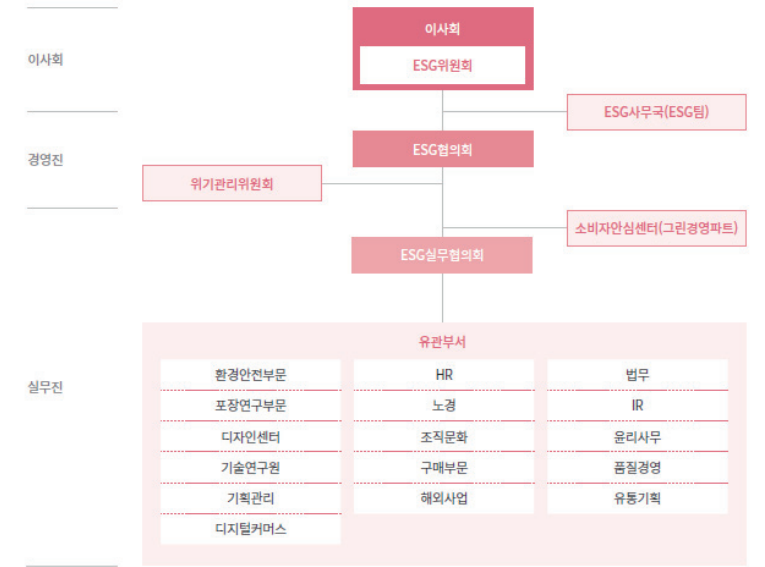 이사회
이사회
ESG위원회
ESG사무국(ESG팀)
경영진
ESG협의회
위기관리위원회
소비자안심센터(그린경영파트)
ESG실무협의회
실무진
유관부서
환경안전부문
HR
법무
포장연구부문
노경
IR
디자인센터
조직문화
윤리사무
기술연구원
구매부문
품질경영
기획관리
해외사업
유통기획
디지털커머스